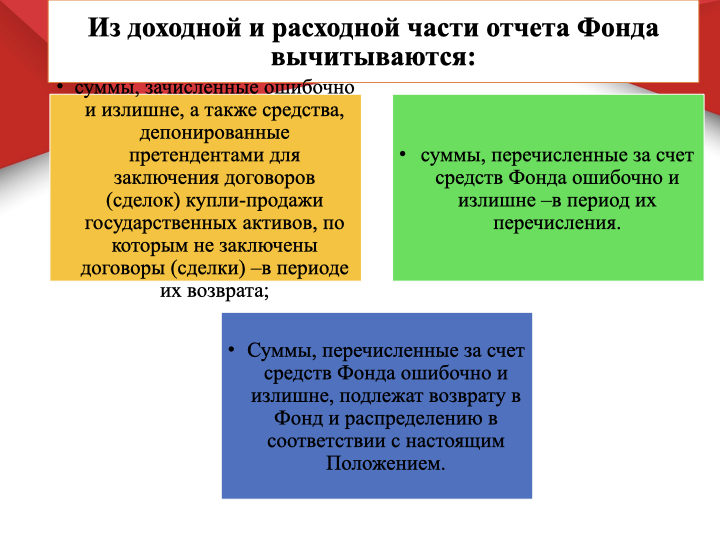 Из доходной и расходной части отчета Фонда
вычитываются:
• суммы, зачисленные ошибочно
и излишне, а также средства,
депонированные
претендентами для
заключения договоров
(сделок) купли-продажи
государственных активов, по
которым не заключены
договоры (сделки) –в периоде
их возврата;
• суммы, перечисленные за счет
средств Фонда ошибочно и
излишне –в период их
перечисления.
• Суммы, перечисленные за счет
средств Фонда ошибочно и
излишне, подлежат возврату в
Фонд и распределению в
соответствии с настоящим
Положением.